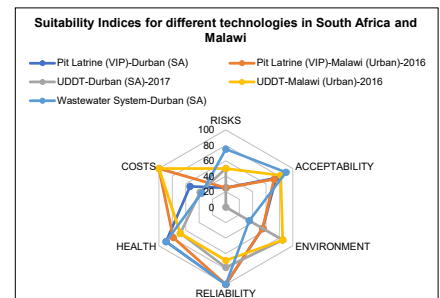 Suitability Indices for different technologies in South Africa and
Malawi
Pit Latrine (VIP)-Durban (SA)
Pit Latrine (VIP)-Malawi (Urban)-2016
UDDT-Durban (SA)-2017
UDDT-Malawi (Urban)-2016
Wastewater System-Durban (SA)
RISKS
100
80
60
40
20
0
COSTS
ACCEPTABILITY
HEALTH
ENVIRONMENT
RELIABILITY